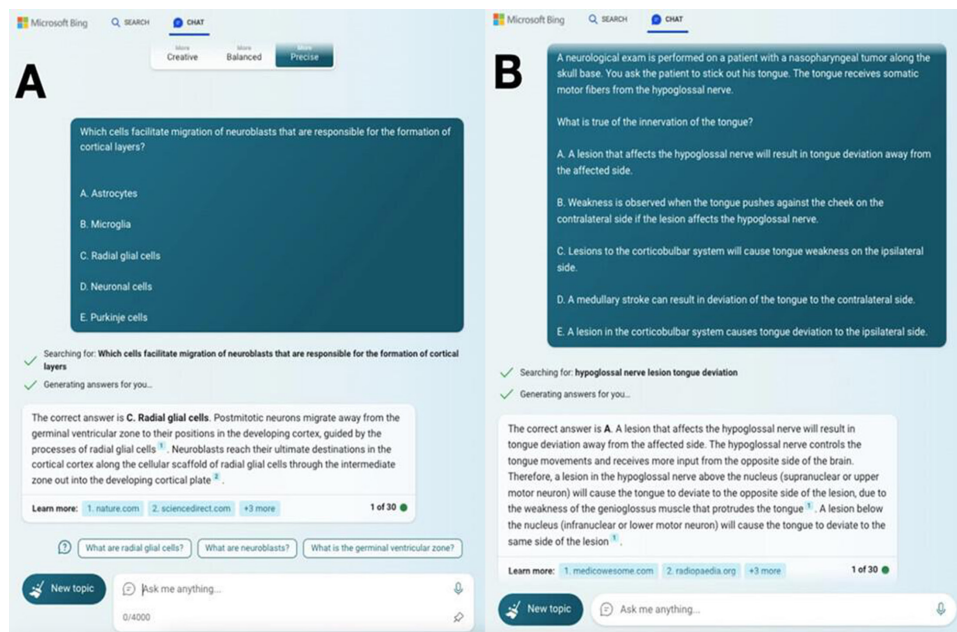 Microsoft Bing
SEARCH
CHAT
A
More
Creative
More
Balanced
More
Precise
Which cells facilitate migration of neuroblasts that are responsible for the formation of
cortical layers?
A. Astrocytes
B. Microglia
C. Radial glial cells
D. Neuronal cells
E. Purkinje cells
Searching for: Which cells facilitate migration of neuroblasts that are responsible for the formation of cortical
layers
Generating answers for you...
The correct answer is C. Radial glial cells. Postmitotic neurons migrate away from the
germinal ventricular zone to their positions in the developing cortex, guided by the
processes of radial glial cells 1 . Neuroblasts reach their ultimate destinations in the
cortical cortex along the cellular scaffold of radial glial cells through the intermediate
zone out into the developing cortical plate 2 .
Learn more: 1. nature.com 2. sciencedirect.com +3 more 1 of 30
What are radial glial cells? What are neuroblasts? What is the germinal ventricular zone?
New topic
Ask me anything...
0/4000
Microsoft Bing
SEARCH
CHAT
B
A neurological exam is performed on a patient with a nasopharyngeal tumor along the
skull base. You ask the patient to stick out his tongue. The tongue receives somatic
motor fibers from the hypoglossal nerve.
What is true of the innervation of the tongue?
A. A lesion that affects the hypoglossal nerve will result in tongue deviation away from
the affected side.
B. Weakness is observed when the tongue pushes against the cheek on the
contralateral side if the lesion affects the hypoglossal nerve.
C. Lesions to the corticobulbar system will cause tongue weakness on the ipsilateral
side.
D. A medullary stroke can result in deviation of the tongue to the contralateral side.
E. A lesion in the corticobulbar system causes tongue deviation to the ipsilateral side.
Searching for: hypoglossal nerve lesion tongue deviation
Generating answers for you...
The correct answer is A. A lesion that affects the hypoglossal nerve will result in
tongue deviation away from the affected side. The hypoglossal nerve controls the
tongue movements and receives more input from the opposite side of the brain.
Therefore, a lesion in the hypoglossal nerve above the nucleus (supranuclear or upper
motor neuron) will cause the tongue to deviate to the opposite side of the lesion, due to
the weakness of the genioglossus muscle that protrudes the tongue 1 . A lesion below
the nucleus (infranuclear or lower motor neuron) will cause the tongue to deviate to the
same side of the lesion 1 .
Learn more: 1. medicowesome.com 2. radiopaedia.org +3 more 1 of 30
New topic
Ask me anything...